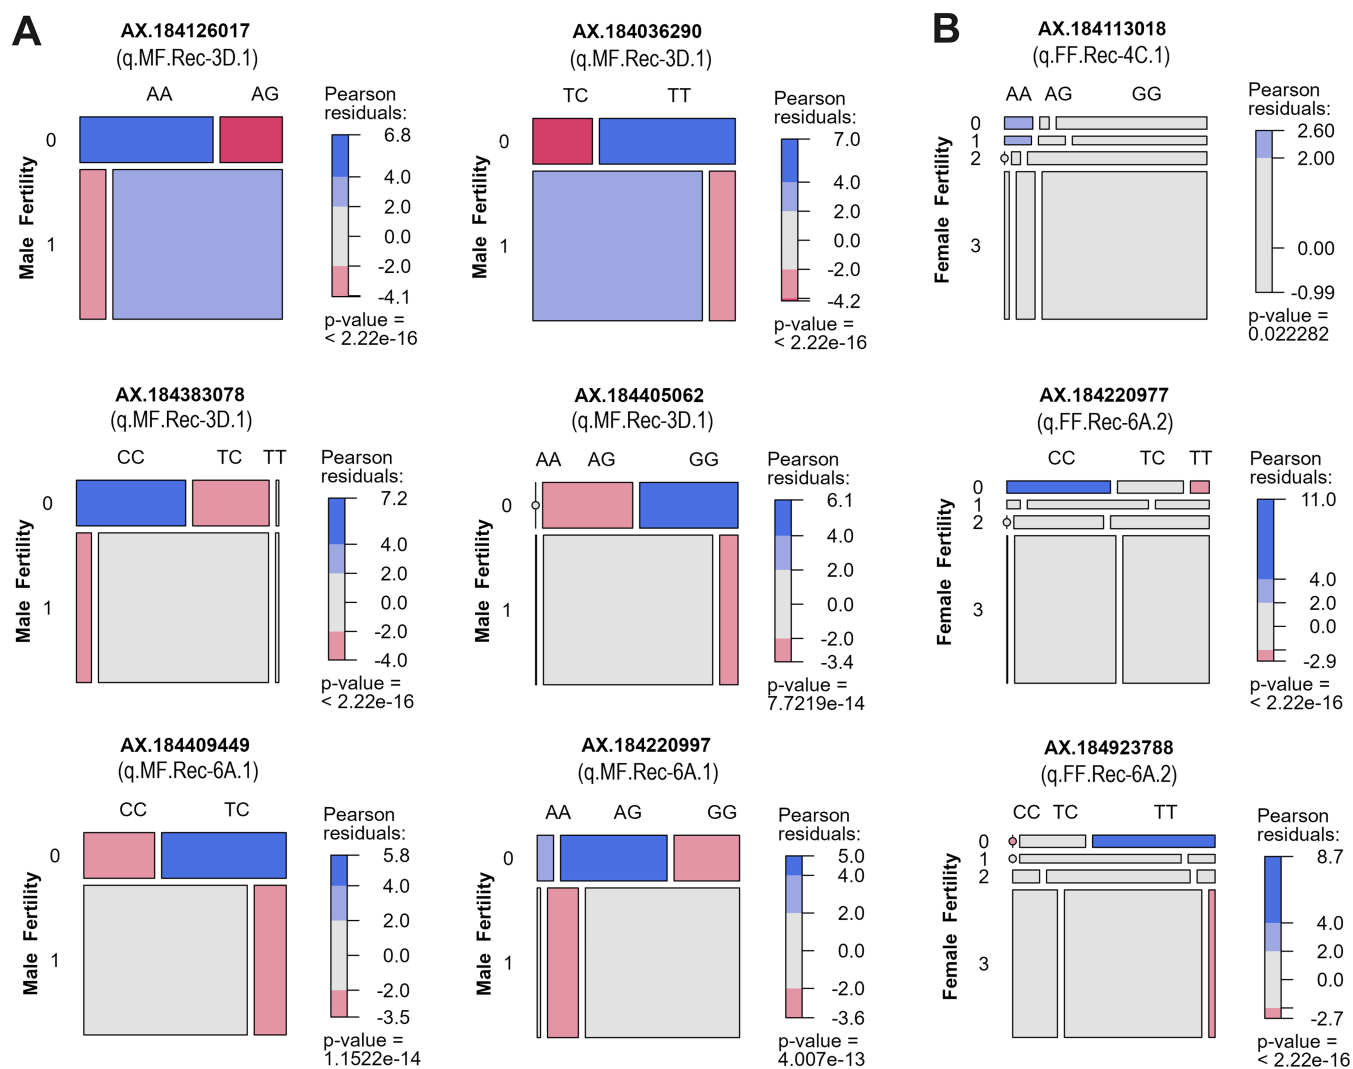 A
AX.184126017
(q.MF.Rec-3D.1)
AA AG
Male Fertility
0
1
Pearson
residuals:
6.8
4.0
2.0
0.0
-2.0
-4.1
p-value =
< 2.22e-16
AX.184036290
(q.MF.Rec-3D.1)
TC TT
Male Fertility
0
1
Pearson
residuals:
7.0
4.0
2.0
0.0
-2.0
-4.2
p-value =
< 2.22e-16
B
AX.184113018
(q.FF.Rec-4C.1)
AA AG GG
Female Fertility
0
1
2
3
Pearson
residuals:
2.60
2.00
0.00
-0.99
p-value =
0.022282
AX.184383078
(q.MF.Rec-3D.1)
CC TC TT
Male Fertility
0
1
Pearson
residuals:
7.2
4.0
2.0
0.0
-2.0
-4.0
p-value =
< 2.22e-16
AX.184405062
(q.MF.Rec-3D.1)
AA AG GG
Male Fertility
0
1
Pearson
residuals:
6.1
4.0
2.0
0.0
-2.0
-3.4
p-value =
7.7219e-14
AX.184220977
(q.FF.Rec-6A.2)
CC TC TT
Female Fertility
0
1
2
3
Pearson
residuals:
11.0
4.0
2.0
0.0
-2.9
p-value =
< 2.22e-16
AX.184409449
(q.MF.Rec-6A.1)
CC TC
Male Fertility
0
1
Pearson
residuals:
5.8
4.0
2.0
0.0
-2.0
-3.5
p-value =
1.1522e-14
AX.184220997
(q.MF.Rec-6A.1)
AA AG GG
Male Fertility
0
1
Pearson
residuals:
5.0
4.0
2.0
0.0
-2.0
-3.6
p-value =
4.007e-13
AX.184923788
(q.FF.Rec-6A.2)
CC TC TT
Female Fertility
0
1
2
3
Pearson
residuals:
8.7
4.0
2.0
0.0
-2.7
p-value =
< 2.22e-16